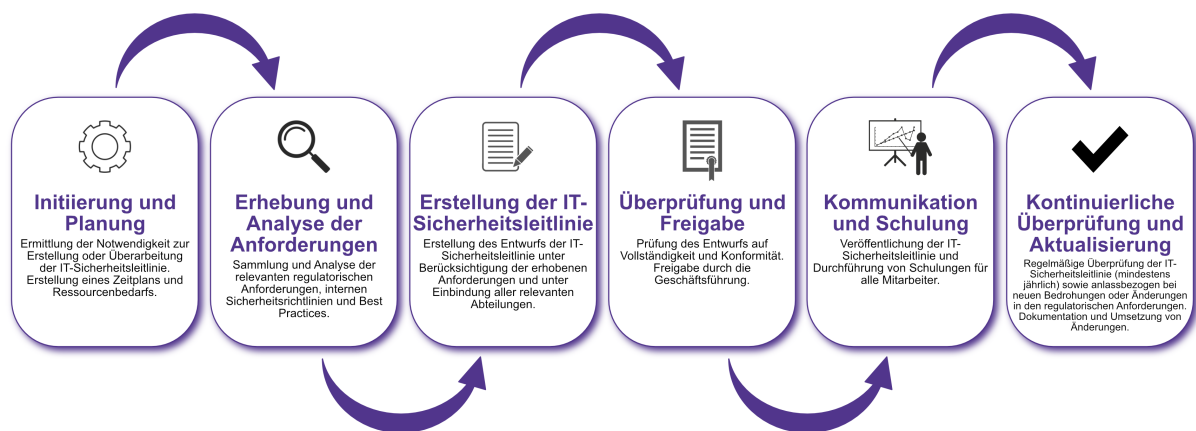 Initiierung und
Planung
Ermittlung der Notwendigkeit zur
Erstellung oder Überarbeitung
der IT-Sicherheitsleitlinie.
Erstellung eines Zeitplans und
Ressourcenbedarfs.
Erhebung und
Analyse der
Anforderungen
Sammlung und Analyse der
relevanten regulatorischen
Anforderungen, internen
Sicherheitsrichtlinien und Best
Practices.
Erstellung der IT-
Sicherheitsleitlinie
Erstellung des Entwurfs der IT-
Sicherheitsleitlinie unter
Berücksichtigung der erhobenen
Anforderungen und unter
Einbindung aller relevanten
Abteilungen.
Überprüfung und
Freigabe
Prüfung des Entwurfs auf
Vollständigkeit und Konformität.
Freigabe durch die
Geschäftsführung.
Kommunikation
und Schulung
Veröffentlichung der IT-
Sicherheitsleitlinie und
Durchführung von Schulungen für
alle Mitarbeiter.
Kontinuierliche
Überprüfung und
Aktualisierung
Regelmäßige Überprüfung der IT-
Sicherheitsleitlinie (mindestens
jährlich) sowie anlassbezogen bei
neuen Bedrohungen oder Änderungen
in den regulatorischen Anforderungen.
Dokumentation und Umsetzung von
Änderungen.